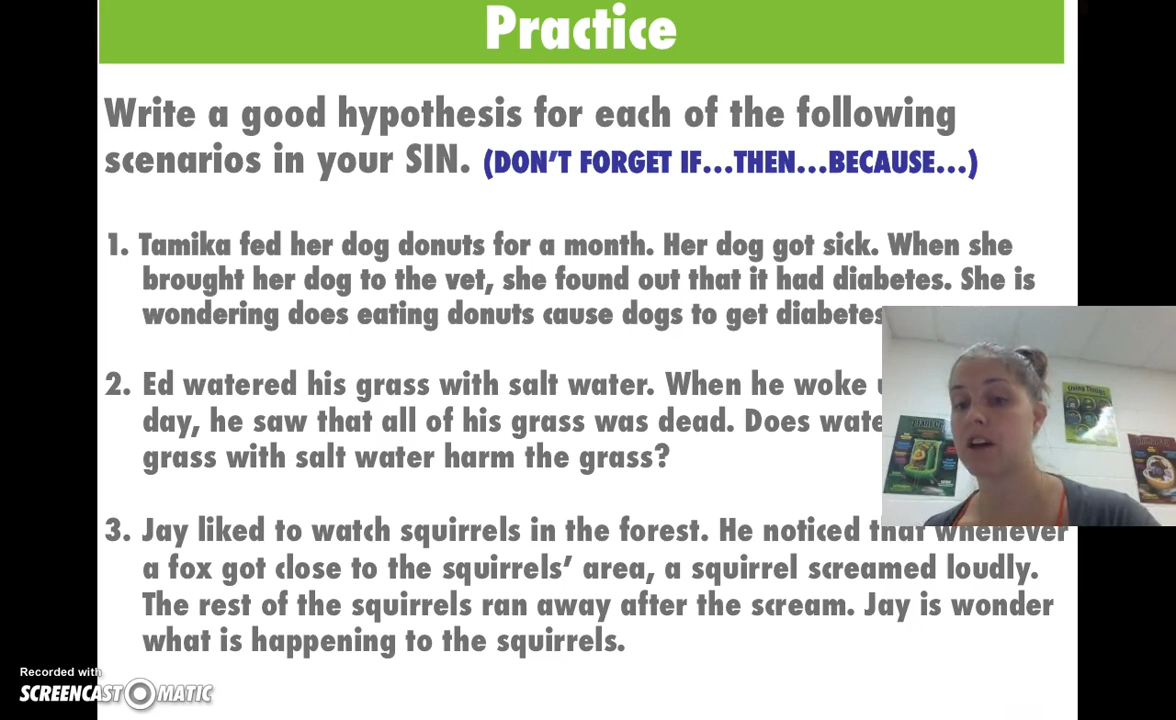 Practice
Write a good hypothesis for each of the following
scenarios in your SIN. (DON'T FORGET IF...THEN...BECAUSE...)
1. Tamika fed her dog donuts for a month. Her dog got sick. When she
brought her dog to the vet, she found out that it had diabetes. She is
wondering does eating donuts cause dogs to get diabetes
2. Ed watered his grass with salt water. When he woke
day, he saw that all of his grass was dead. Does
grass with salt water harm the grass?
3. Jay liked to watch squirrels in the forest. He noticed that whenever
a fox got close to the squirrels' area, a squirrel screamed loudly.
The rest of the squirrels ran away after the scream. Jay is wonder
what is happening to the squirrels.
Living Things
Recorded with
SCREENCAST-O-MATIC